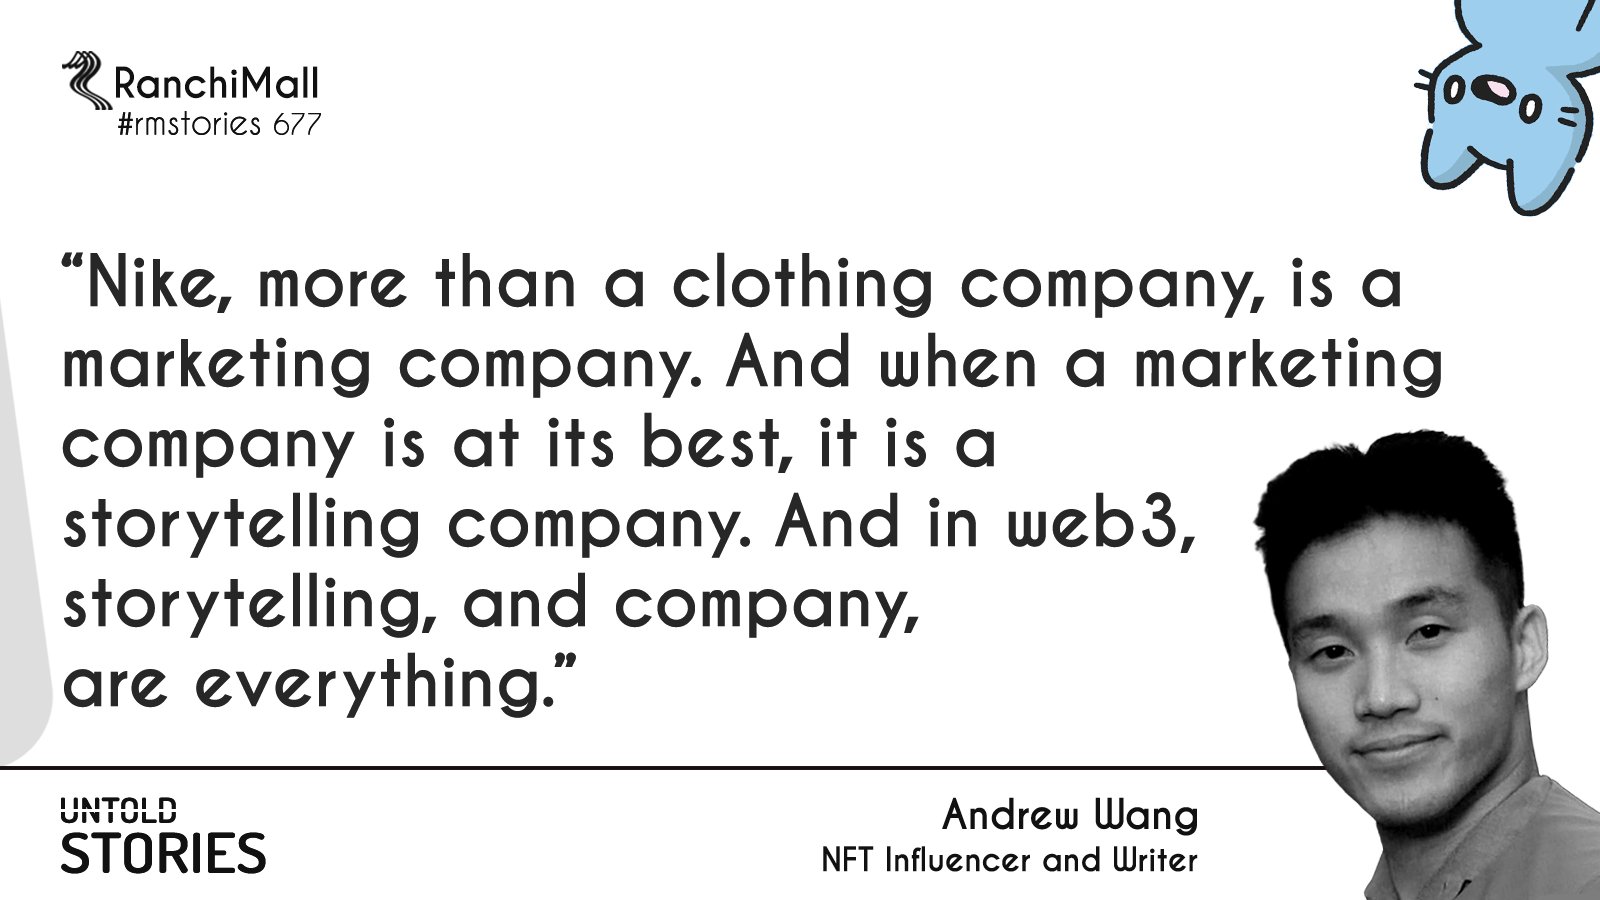 RanchiMall
#rmstories 677
“Nike, more than a clothing company, is a
marketing company. And when a marketing
company is at its best, it is a
storytelling company. And in web3,
storytelling, and company,
are everything.”
UNTOLD
STORIES
Andrew Wang
NFT Influencer and Writer